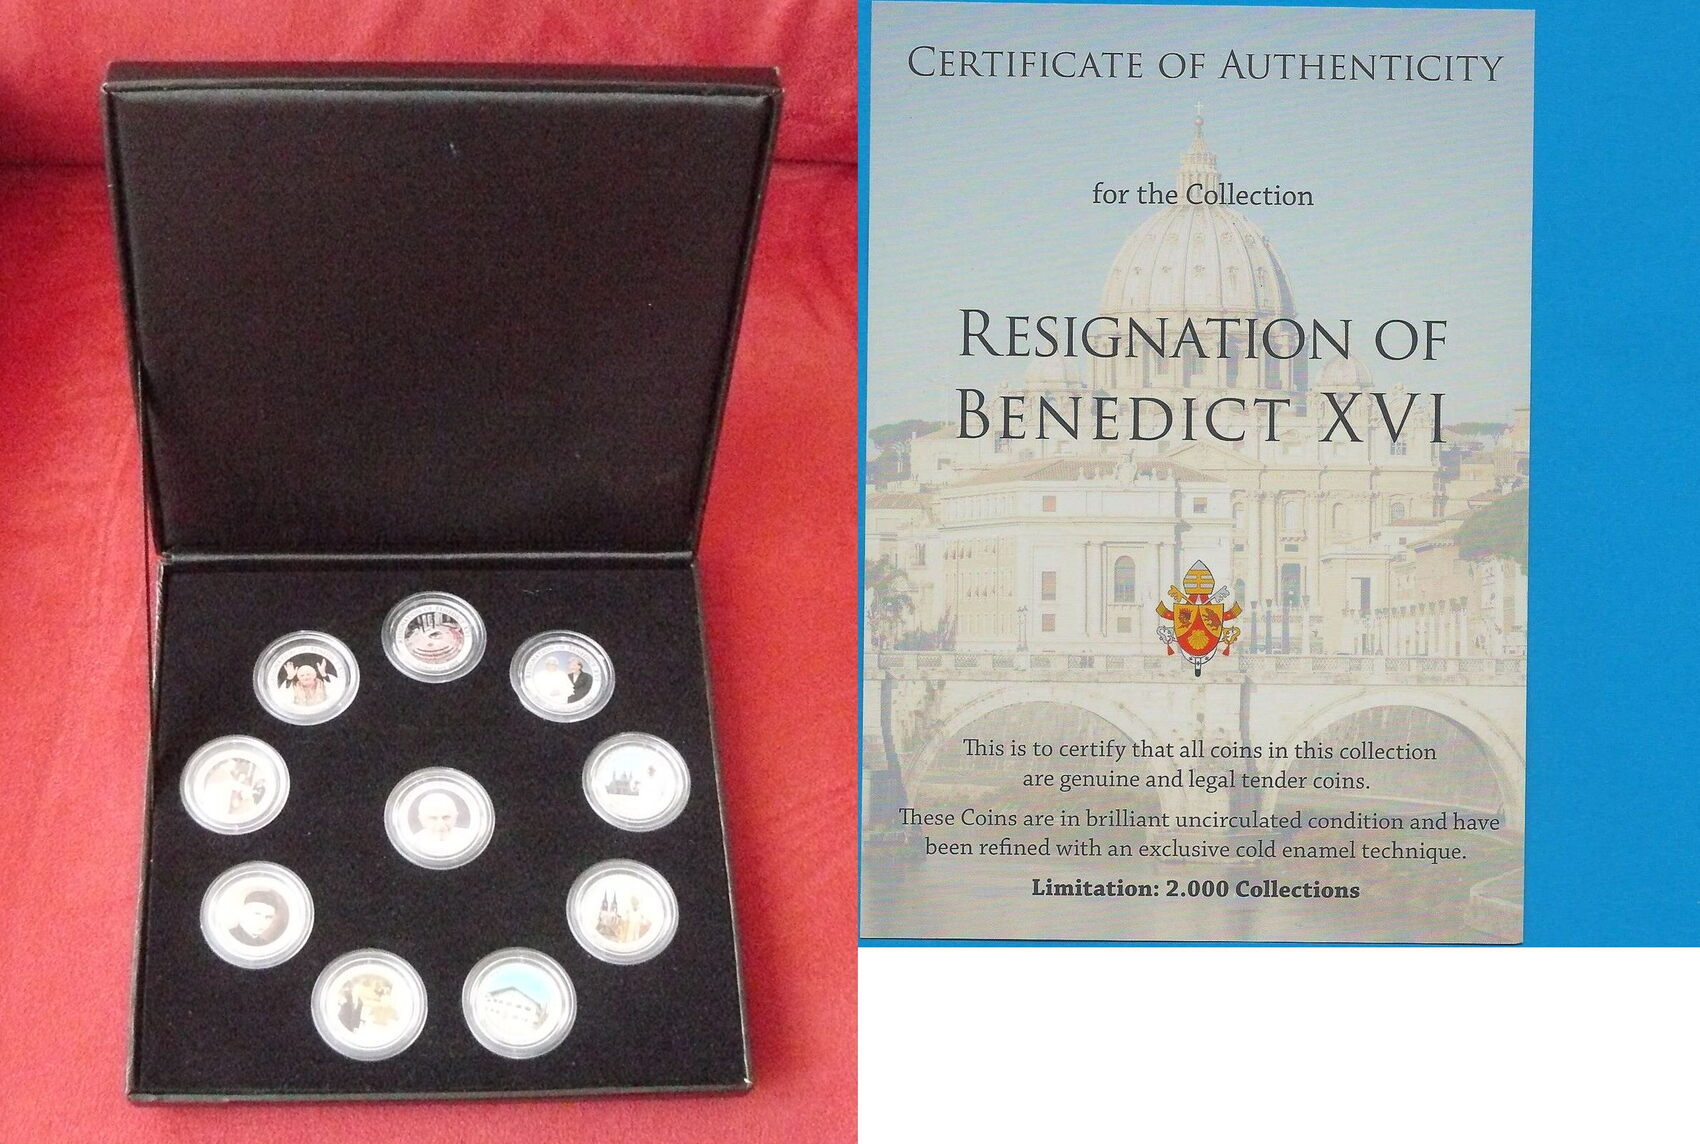 CERTIFICATE OF AUTHENTICITY
for the Collection
RESIGNATION OF
BENEDICT XVI
This is to certify that all coins in this collection
are genuine and legal tender coins.
These Coins are in brilliant uncirculated condition and have
been refined with an exclusive cold enamel technique.
Limitation: 2.000 Collections